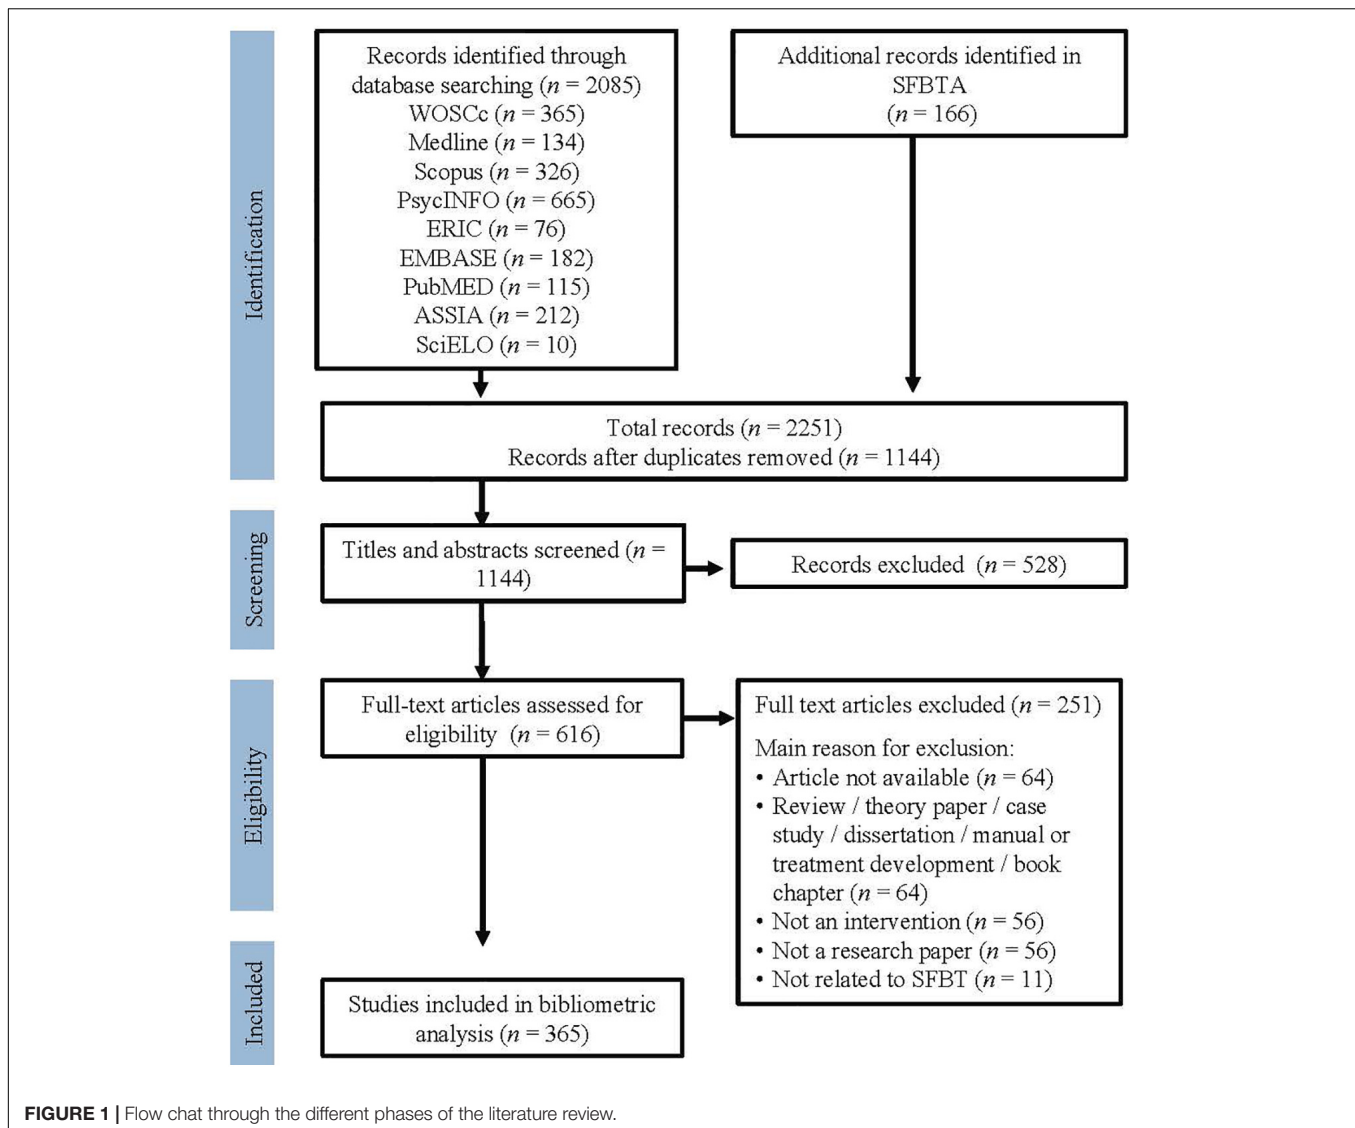 Identification
Records identified through
database searching (n = 2085)
WOSCc (n = 365)
Medline (n = 134)
Scopus (n = 326)
PsycINFO (n = 665)
ERIC (n = 76)
EMBASE (n = 182)
PubMED (n = 115)
ASSIA (n = 212)
SciELO (n = 10)
Additional records identified in
SFBTA
(n = 166)
Total records (n = 2251)
Records after duplicates removed (n = 1144)
Screening
Titles and abstracts screened (n =
1144)
Records excluded (n = 528)
Eligibility
Full-text articles assessed for
eligibility (n = 616)
Full text articles excluded (n = 251)
Main reason for exclusion:
• Article not available (n = 64)
• Review / theory paper / case
study / dissertation / manual or
treatment development / book
chapter (n = 64)
• Not an intervention (n = 56)
• Not a research paper (n = 56)
• Not related to SFBT (n = 11)
Included
Studies included in bibliometric
analysis (n = 365)
FIGURE 1 | Flow chat through the different phases of the literature review.